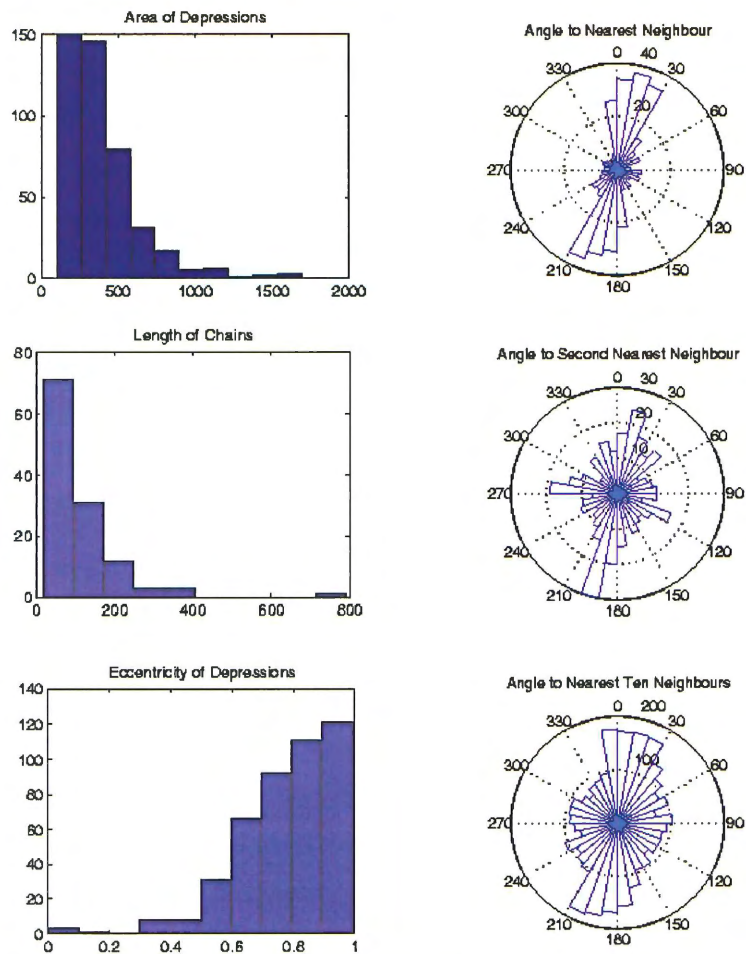 Area of Depressions
150
100
50
0
0 500 1000 1500 2000
Angle to Nearest Neighbour
0 40
330 30
300 20 60
270 90
240 120
210 150
180
Length of Chains
80
60
40
20
0
0 200 400 600 800
Angle to Second Nearest Neighbour
0 30 30
330
20
300 10 60
270 90
240 120
210 150
180
Eccentricity of Depressions
140
120
100
80
60
40
20
0
0 0.2 0.4 0.6 0.8 1
Angle to Nearest Ten Neighbours
0 200
330 30
300 100 60
270 90
240 120
210 150
180